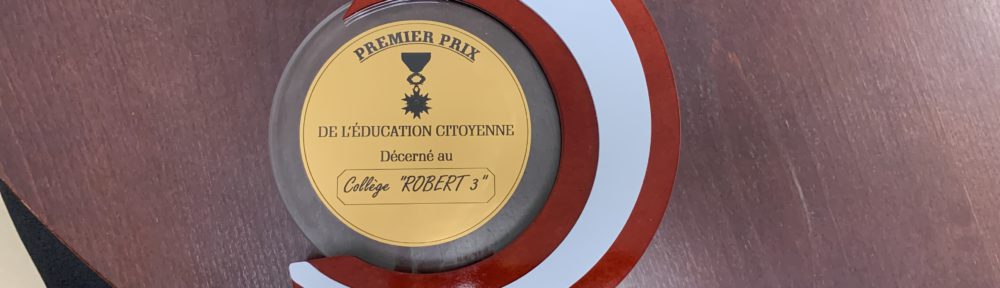 PREMIER PRIX
DE L'ÉDUCATION CITOYENNE
Décerné au
Collège "ROBERT 3"